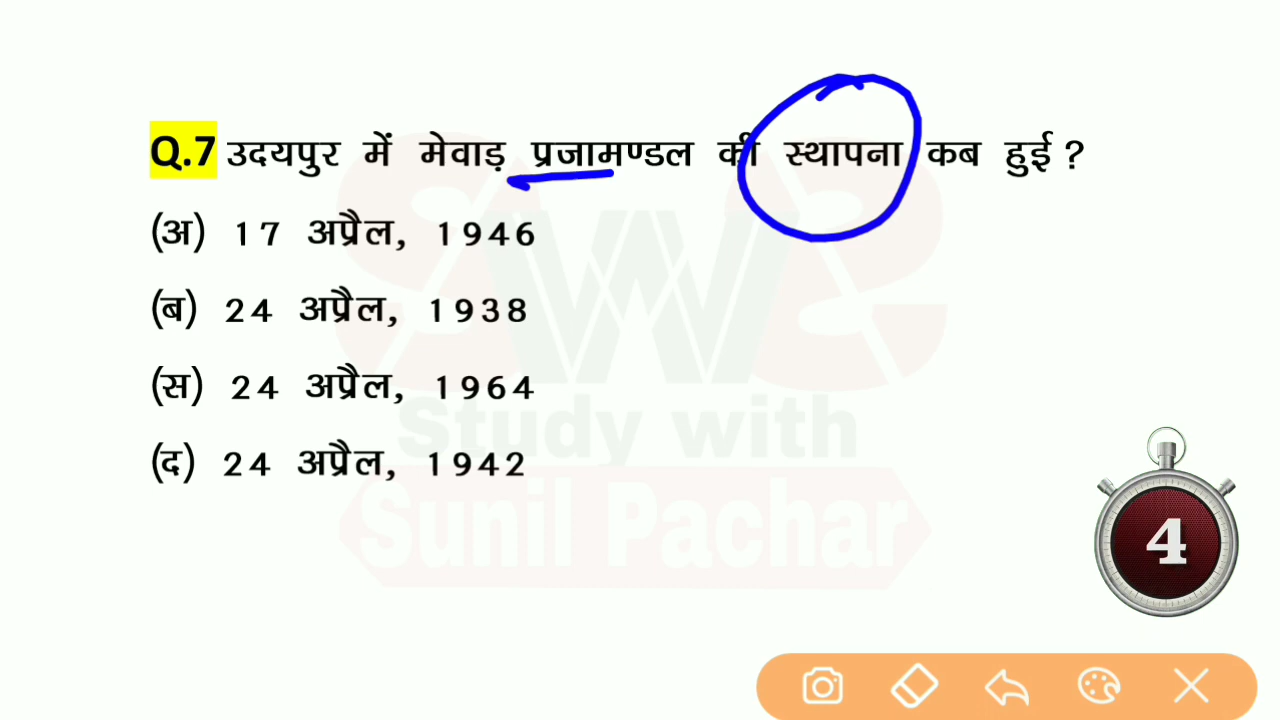 Q.7 उदयपुर में मेवाड़ प्रजामण्डल की स्थापना कब हुई ?
(अ) 17 अप्रैल, 1946
(ब) 24 अप्रैल, 1938
(स) 24 अप्रैल, 1964
(द) 24 अप्रैल, 1942
SWS
Study with
Sunil Pachar
4